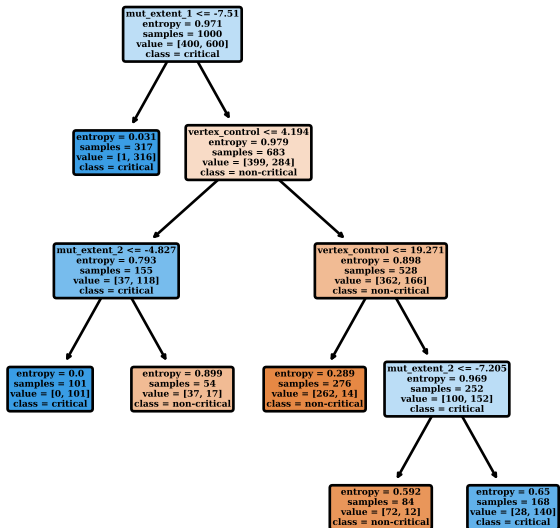 mut_extent_1 <= -7.51
entropy = 0.971
samples = 1000
value = [400, 600]
class = critical
entropy = 0.031
samples = 317
value = [1, 316]
class = critical
vertex_control <= 4.194
entropy = 0.979
samples = 683
value = [399, 284]
class = non-critical
mut_extent_2 <= -4.827
entropy = 0.793
samples = 155
value = [37, 118]
class = critical
vertex_control <= 19.271
entropy = 0.898
samples = 528
value = [362, 166]
class = non-critical
entropy = 0.0
samples = 101
value = [0, 101]
class = critical
entropy = 0.899
samples = 54
value = [37, 17]
class = non-critical
entropy = 0.289
samples = 276
value = [262, 14]
class = non-critical
mut_extent_2 <= -7.205
entropy = 0.969
samples = 252
value = [100, 152]
class = critical
entropy = 0.592
samples = 84
value = [72, 12]
class = non-critical
entropy = 0.65
samples = 168
value = [28, 140]
class = critical